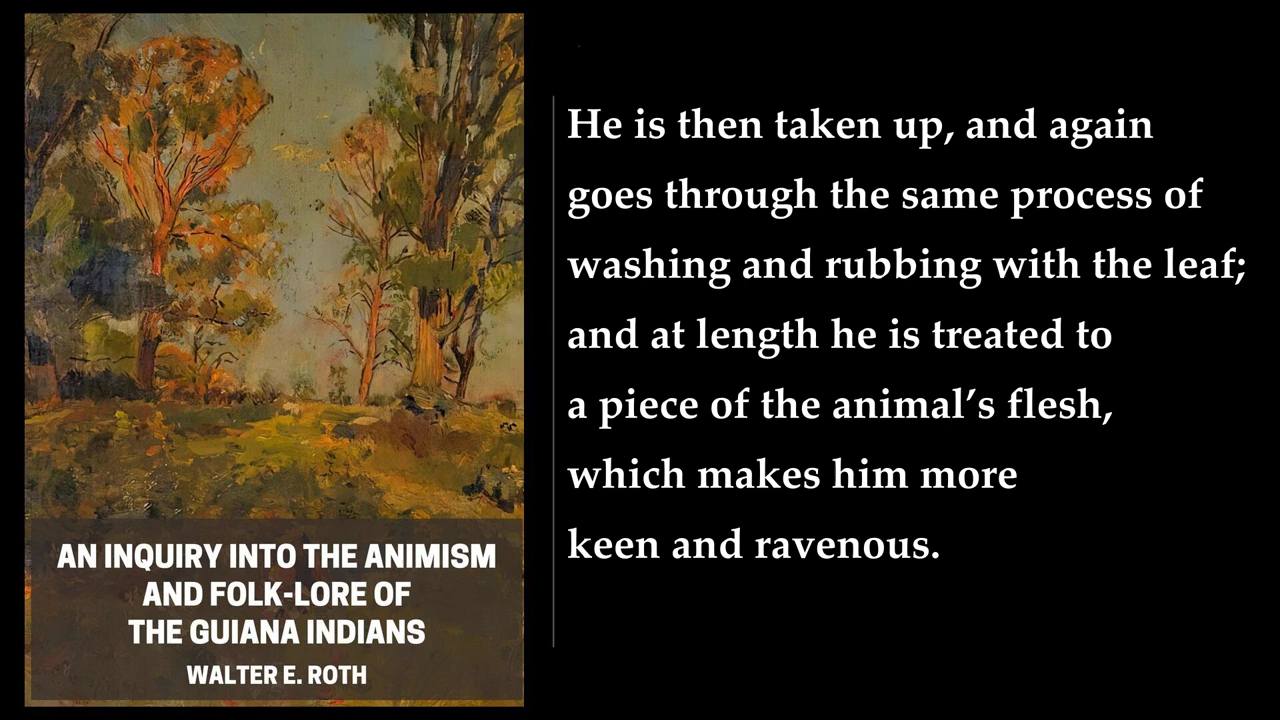 He is then taken up, and again
goes through the same process of
washing and rubbing with the leaf;
and at length he is treated to
a piece of the animal’s flesh,
which makes him more
keen and ravenous.
AN INQUIRY INTO THE ANIMISM
AND FOLK-LORE OF
THE GUIANA INDIANS
WALTER E. ROTH